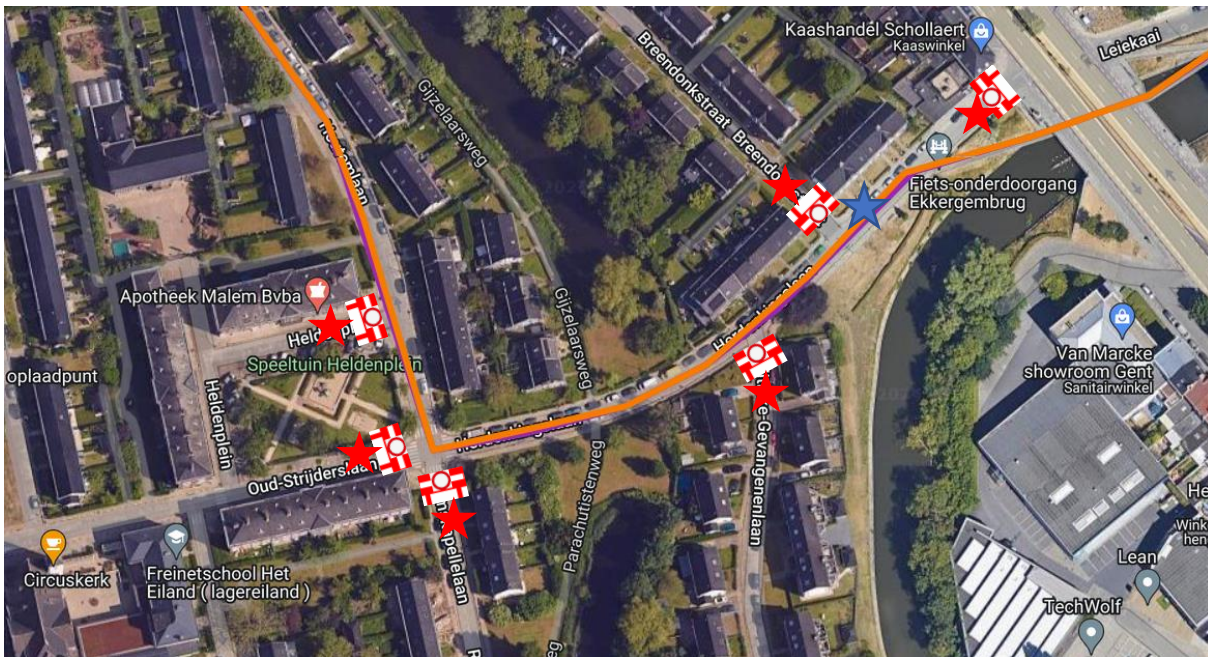 Kaashandel Schollaert
Kaaswinkel
Leiekaai
Breendonkstraat
Gijzelaarsweg
Fiets-onderdoorgang
Ekkergembrug
Apotheek Malem Bvba
Speeltuin Heldenplein
oplaadpunt
Heldenplein
Gijzelaarsweg
Van Marcke
showroom Gent
Sanitairwinkel
Oud-Strijderslaan
Parachutistenweg
Circuskerk
Freinetschool Het
Eiland ( lagereiland )
Lean
TechWolf